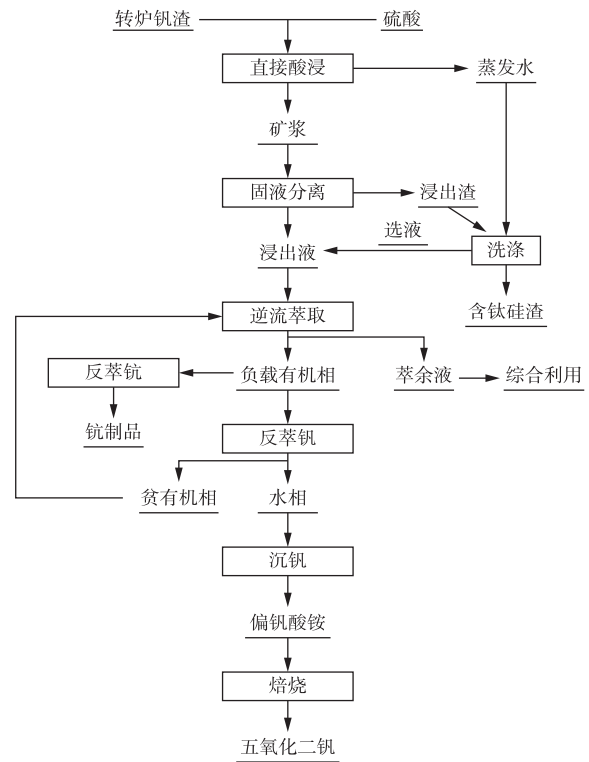 转炉钒渣 硫酸
直接酸浸 蒸发水
矿浆
固液分离 浸出渣
选液
浸出液 洗涤
逆流萃取 含钛硅渣
反萃钪 负载有机相 萃余液 综合利用
钪制品 反萃钒
贫有机相 水相
沉钒
偏钒酸铵
焙烧
五氧化二钒